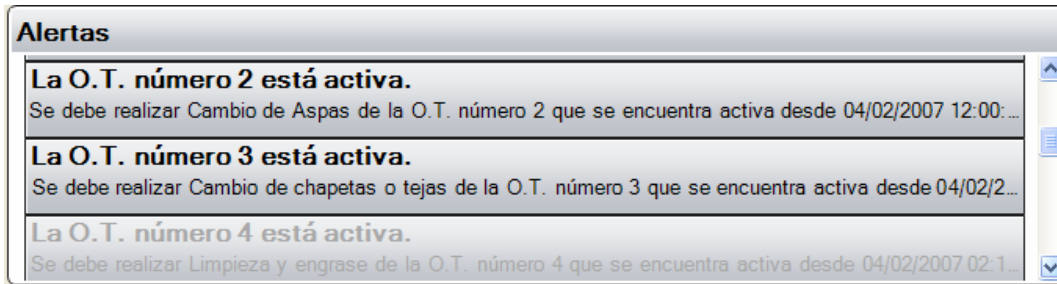 Alertas
La O.T. número 2 está activa.
Se debe realizar Cambio de Aspas de la O.T. número 2 que se encuentra activa desde 04/02/2007 12:00:...
La O.T. número 3 está activa.
Se debe realizar Cambio de chapetas o tejas de la O.T. número 3 que se encuentra activa desde 04/02/2...
La O.T. número 4 está activa.
Se debe realizar Limpieza y engrase de la O.T. número 4 que se encuentra activa desde 04/02/2007 02:1...